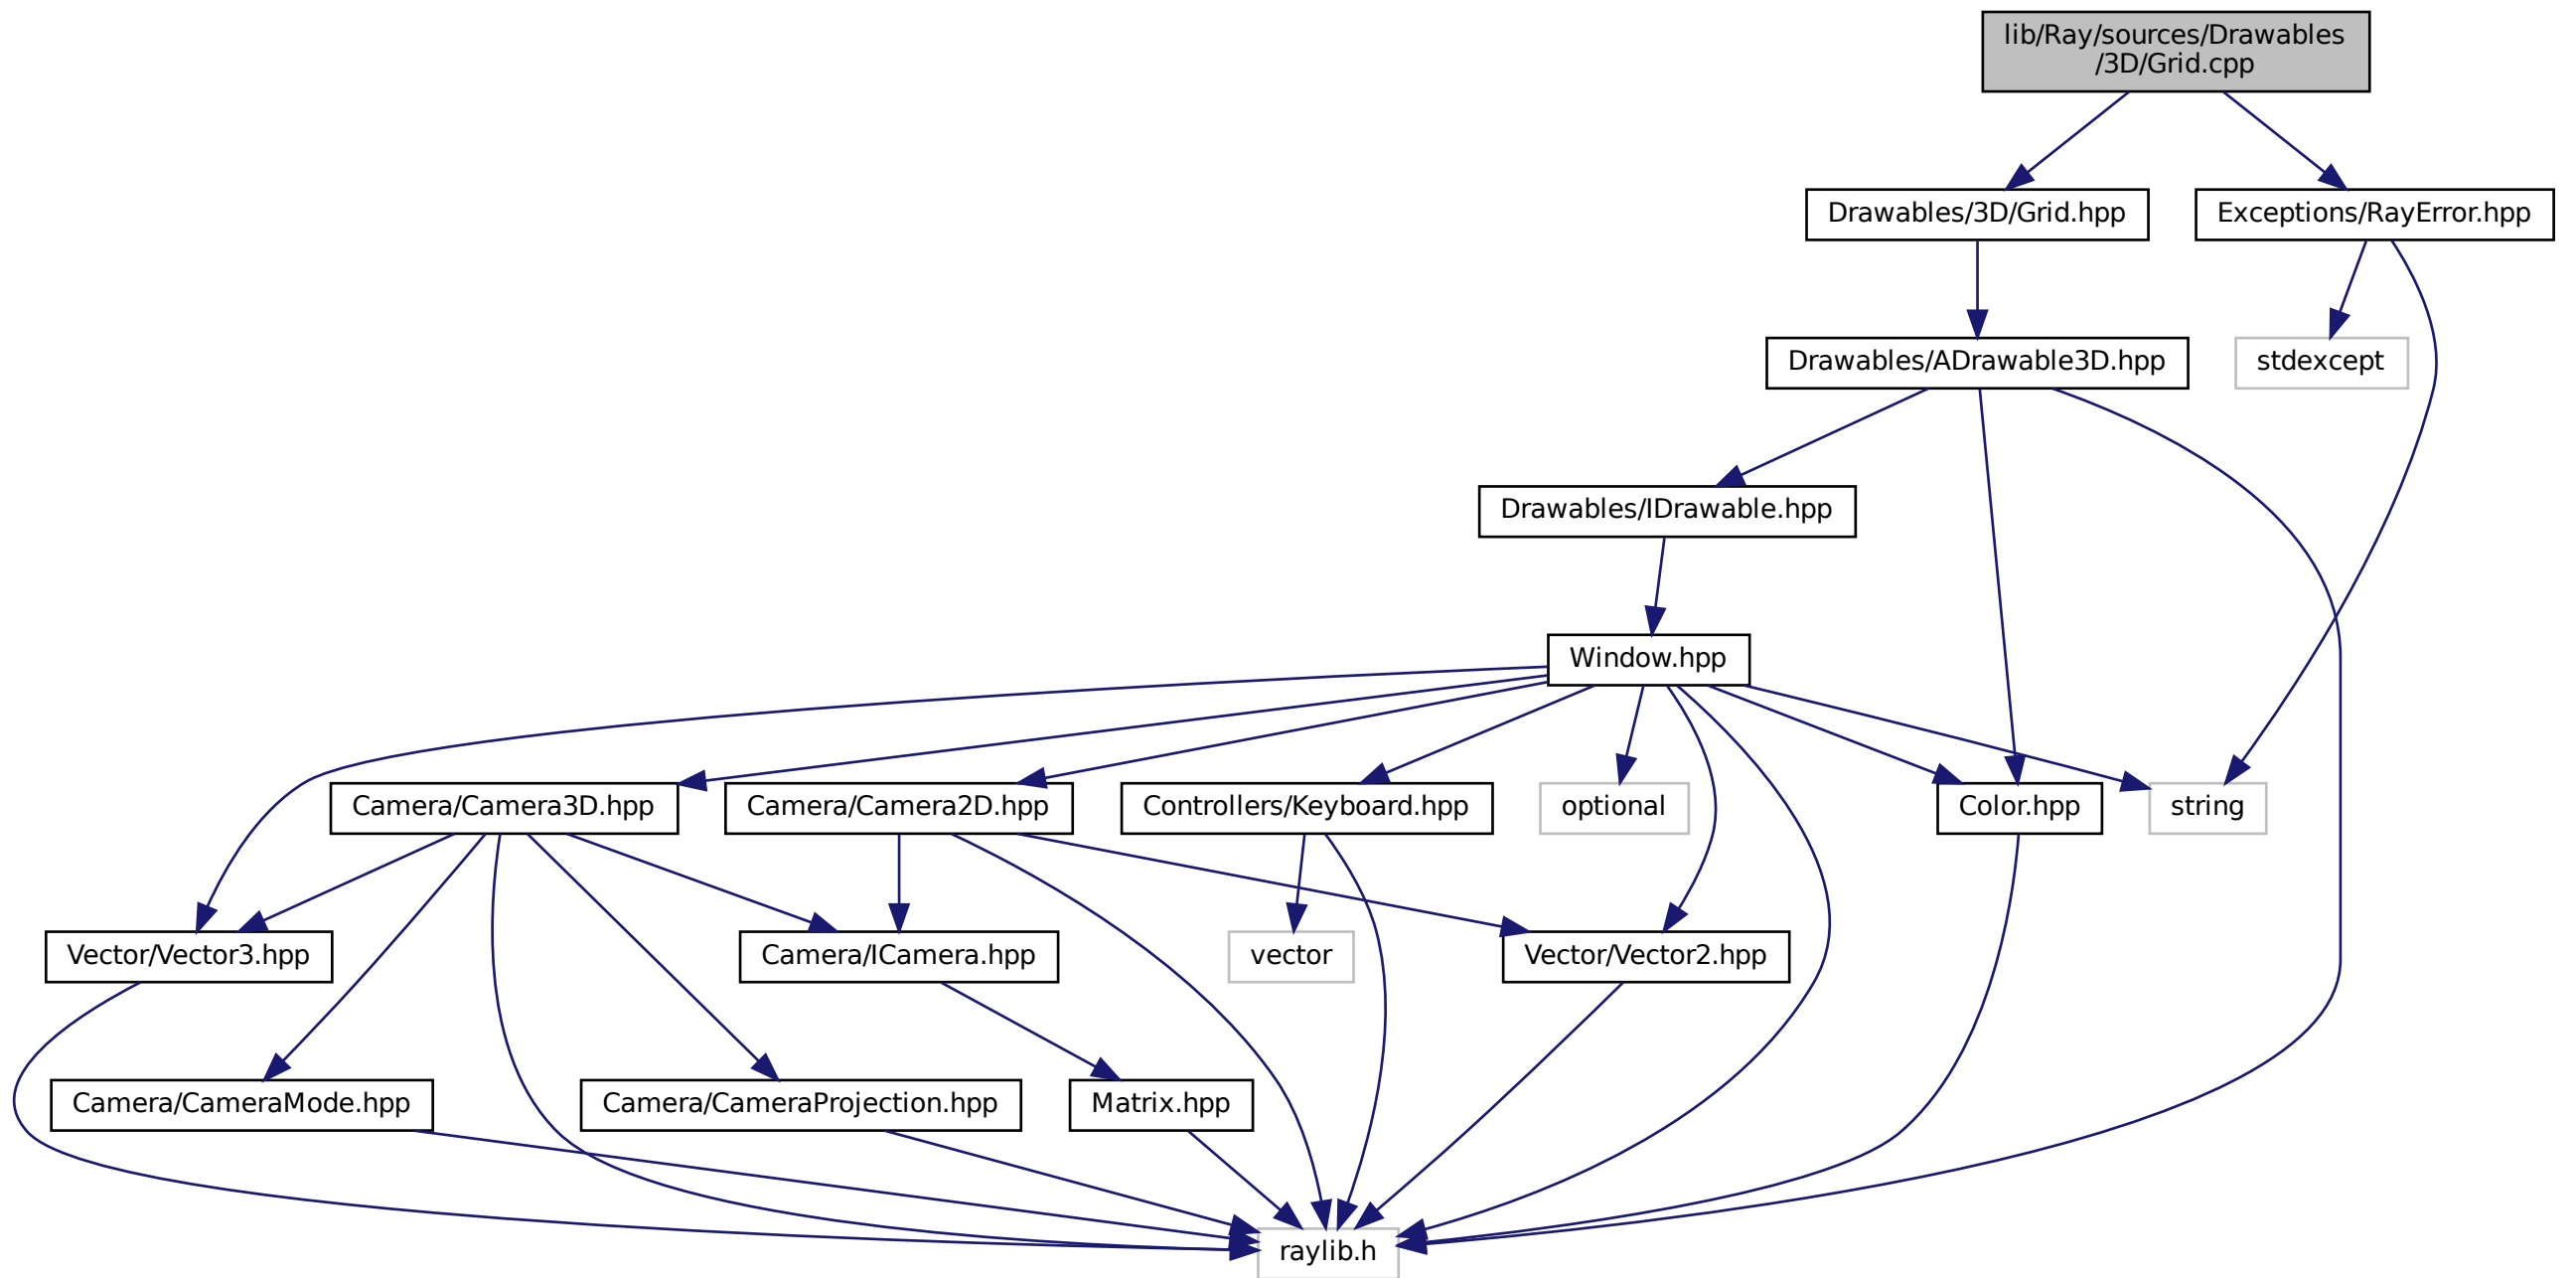 lib/Ray/sources/Drawables
/3D/Grid.cpp
Drawables/3D/Grid.hpp
Exceptions/RayError.hpp
Drawables/ADrawable3D.hpp
stdexcept
Drawables/IDrawable.hpp
Window.hpp
Camera/Camera3D.hpp
Camera/Camera2D.hpp
Controllers/Keyboard.hpp
optional
Color.hpp
string
Vector/Vector3.hpp
Camera/ICamera.hpp
vector
Vector/Vector2.hpp
Camera/CameraMode.hpp
Camera/CameraProjection.hpp
Matrix.hpp
raylib.h